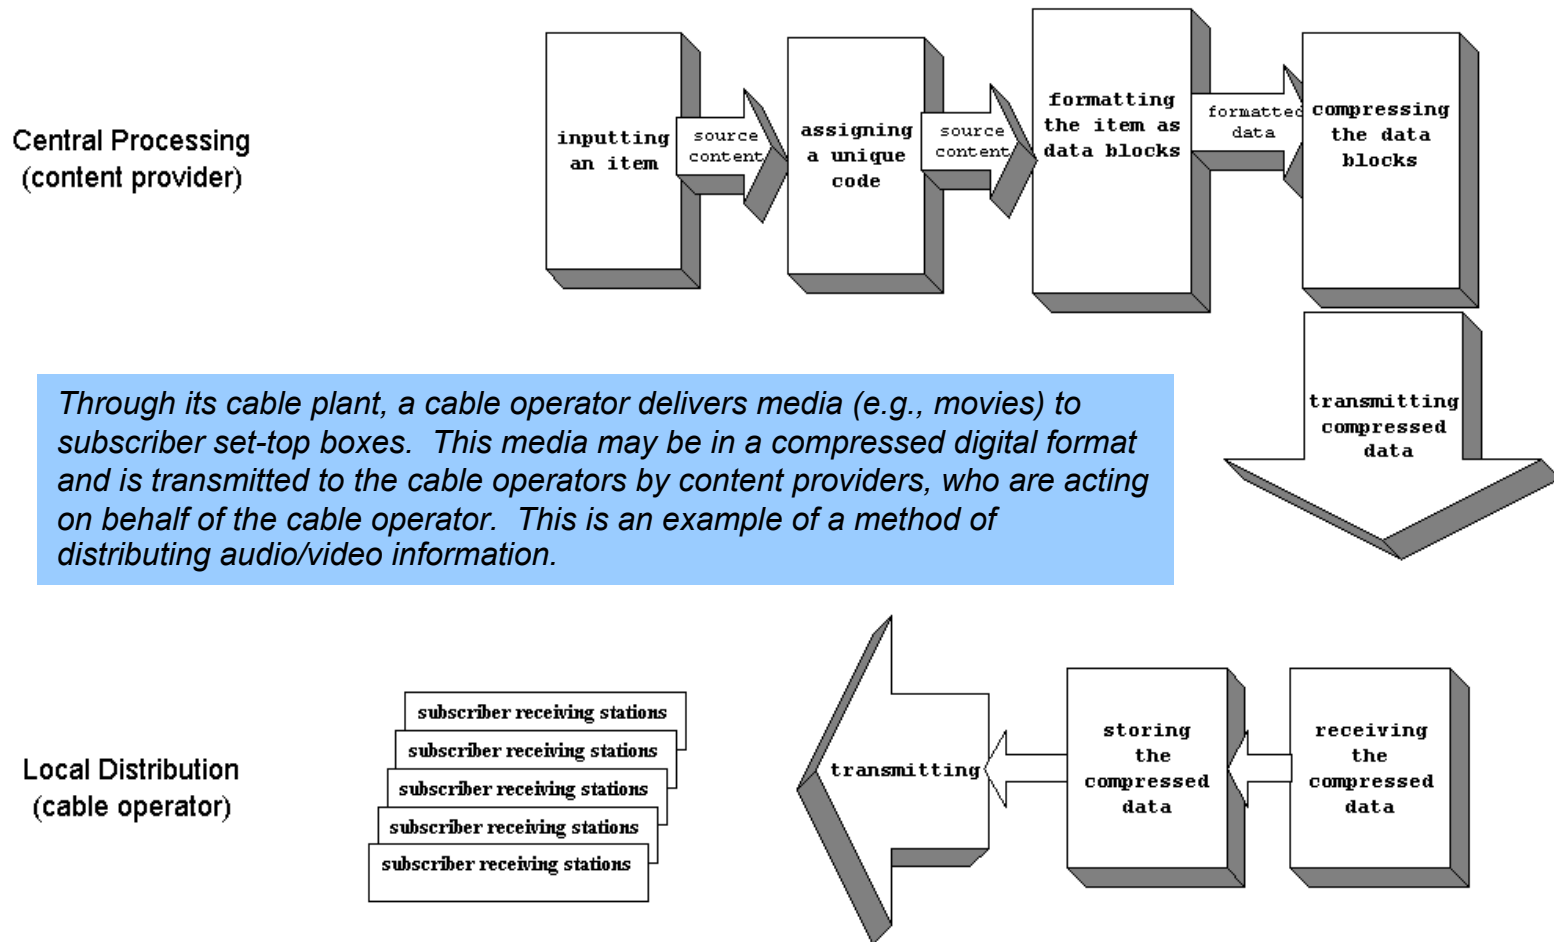 Central Processing
(content provider)
inputting
an item
source
content
assigning
a unique
code
source
content
formatting
the item as
data blocks
formatted
data
compressing
the data
blocks
transmitting
compressed
data
Through its cable plant, a cable operator delivers media (e.g., movies) to
subscriber set-top boxes.  This media may be in a compressed digital format
and is transmitted to the cable operators by content providers, who are acting
on behalf of the cable operator.  This is an example of a method of
distributing audio/video information.
Local Distribution
(cable operator)
subscriber receiving stations
subscriber receiving stations
subscriber receiving stations
subscriber receiving stations
subscriber receiving stations
transmitting
storing
the
compressed
data
receiving
the
compressed
data